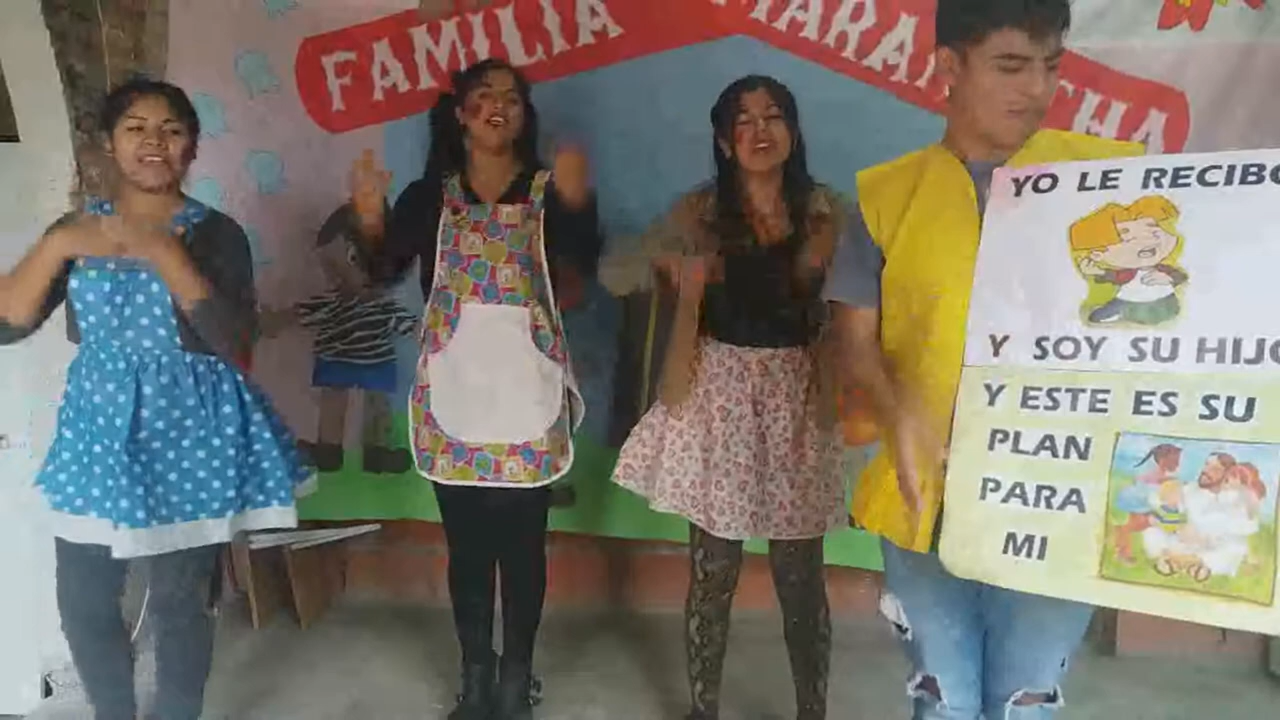 FAMILIA
YO LE RECIBO
Y SOY SU HIJO
Y ESTE ES SU
PLAN
PARA
MI